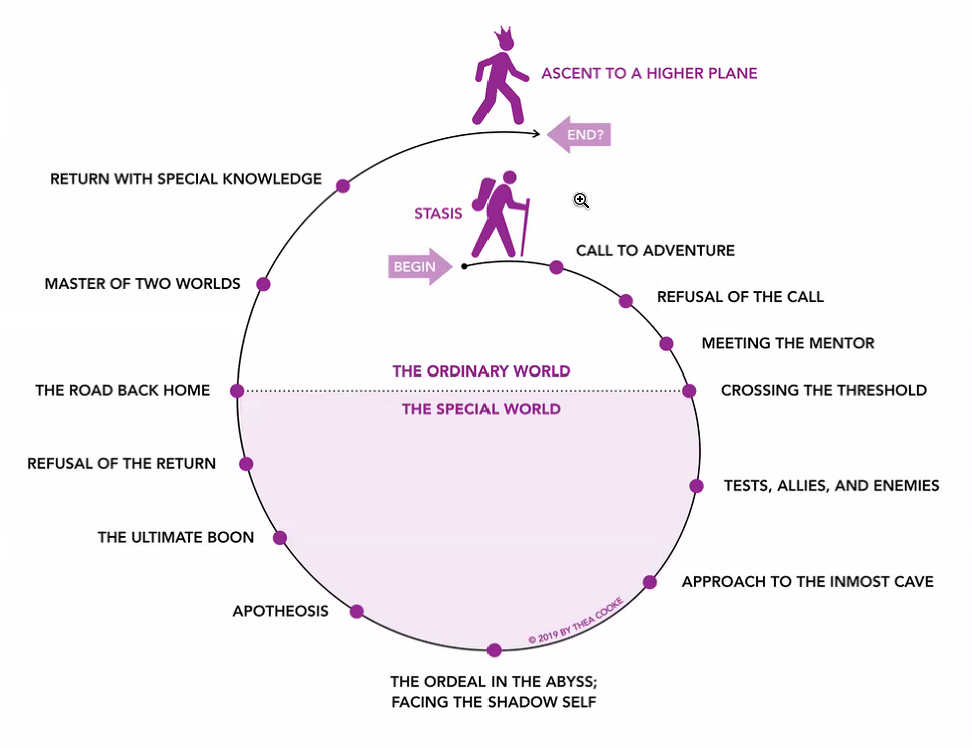 ASCENT TO A HIGHER PLANE
END?
RETURN WITH SPECIAL KNOWLEDGE
STASIS
BEGIN
CALL TO ADVENTURE
MASTER OF TWO WORLDS
REFUSAL OF THE CALL
MEETING THE MENTOR
THE ORDINARY WORLD
THE ROAD BACK HOME
CROSSING THE THRESHOLD
THE SPECIAL WORLD
REFUSAL OF THE RETURN
TESTS, ALLIES, AND ENEMIES
THE ULTIMATE BOON
APPROACH TO THE INMOST CAVE
APOTHEOSIS
© 2019 BY THEA COOKE
THE ORDEAL IN THE ABYSS;
FACING THE SHADOW SELF